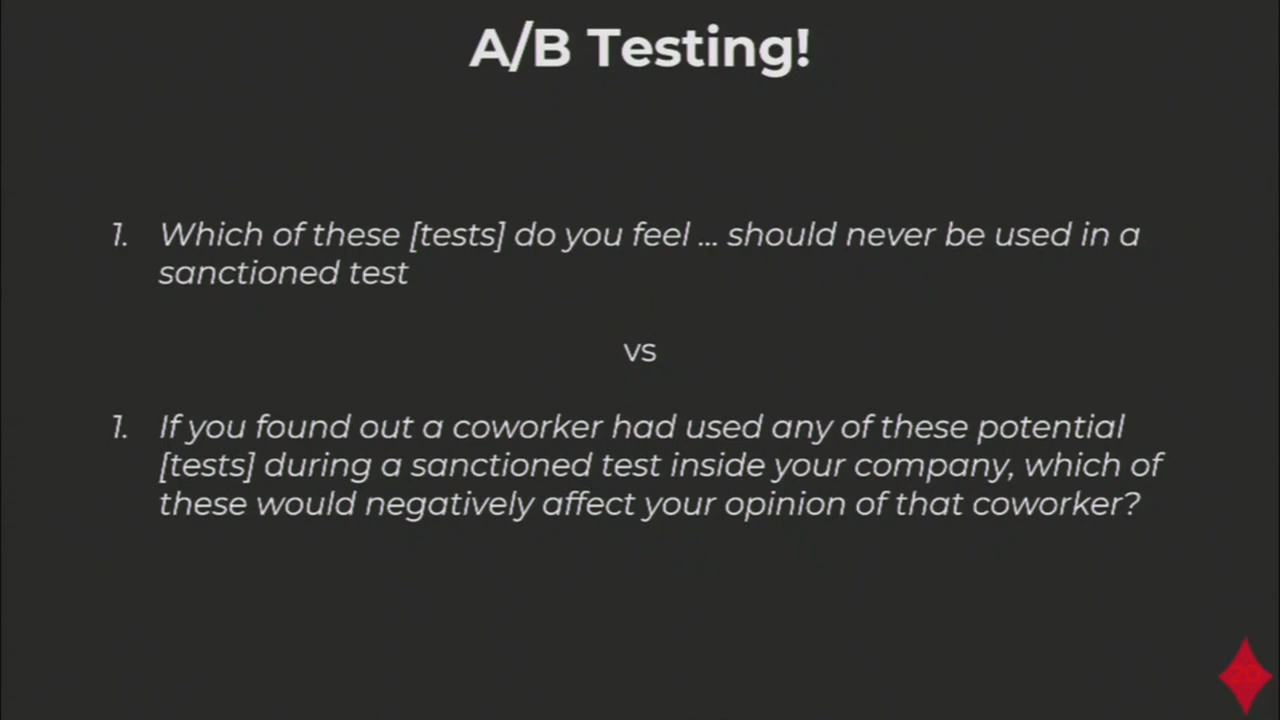 A/B Testing!
1. Which of these [tests] do you feel ... should never be used in a
sanctioned test
vs
1. If you found out a coworker had used any of these potential
[tests] during a sanctioned test inside your company, which of
these would negatively affect your opinion of that coworker?